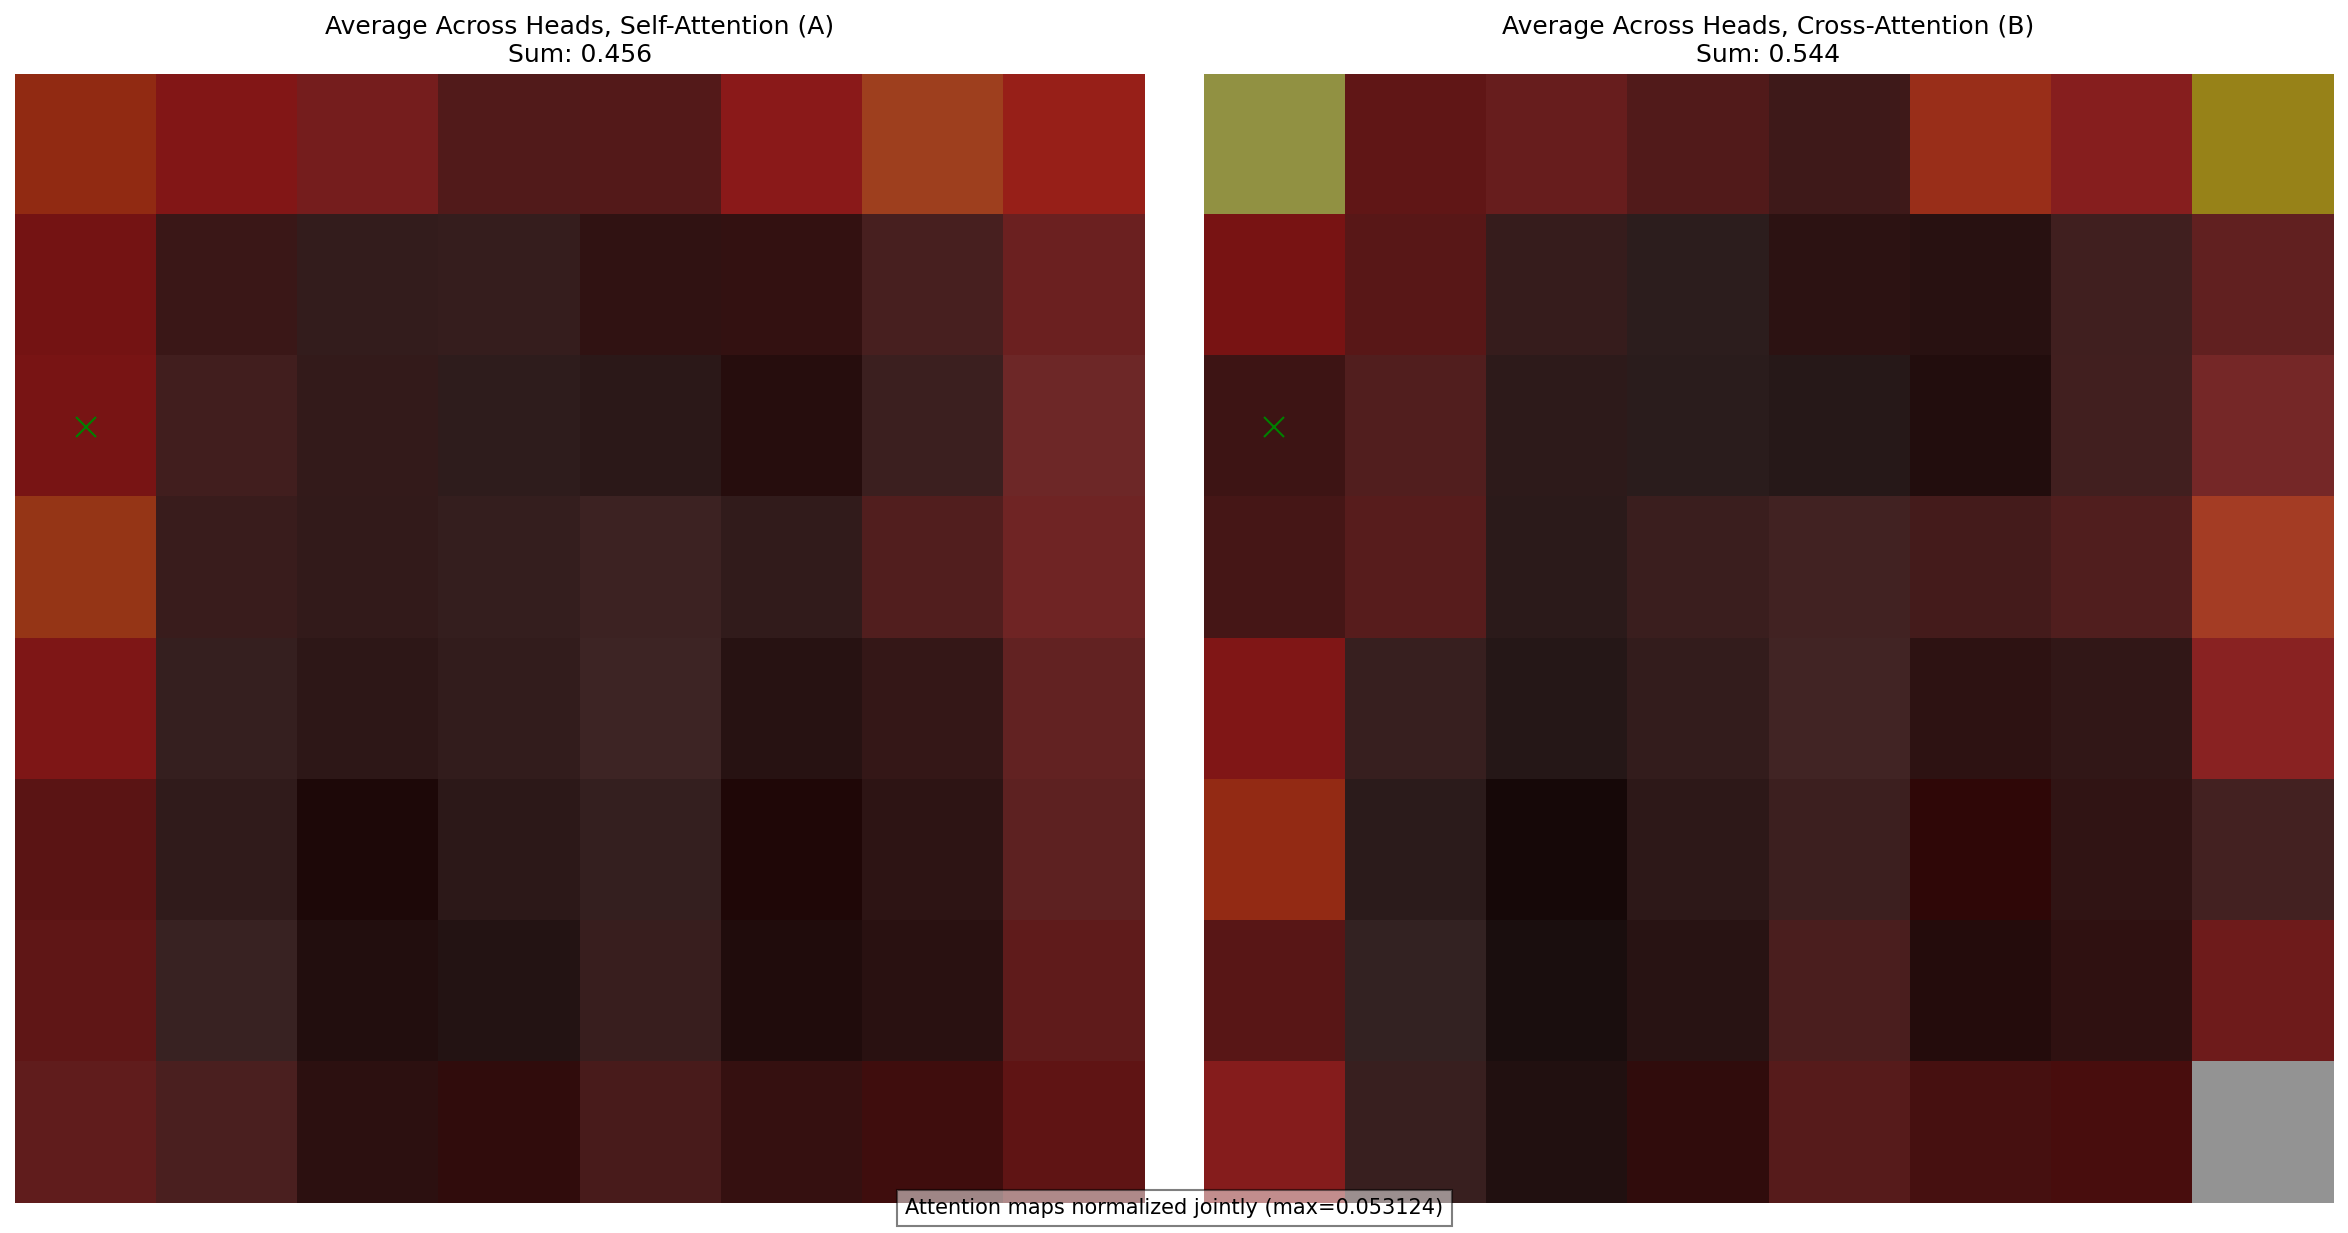 Average Across Heads, Self-Attention (A)
Sum: 0.456
Average Across Heads, Cross-Attention (B)
Sum: 0.544
Attention maps normalized jointly (max=0.053124)